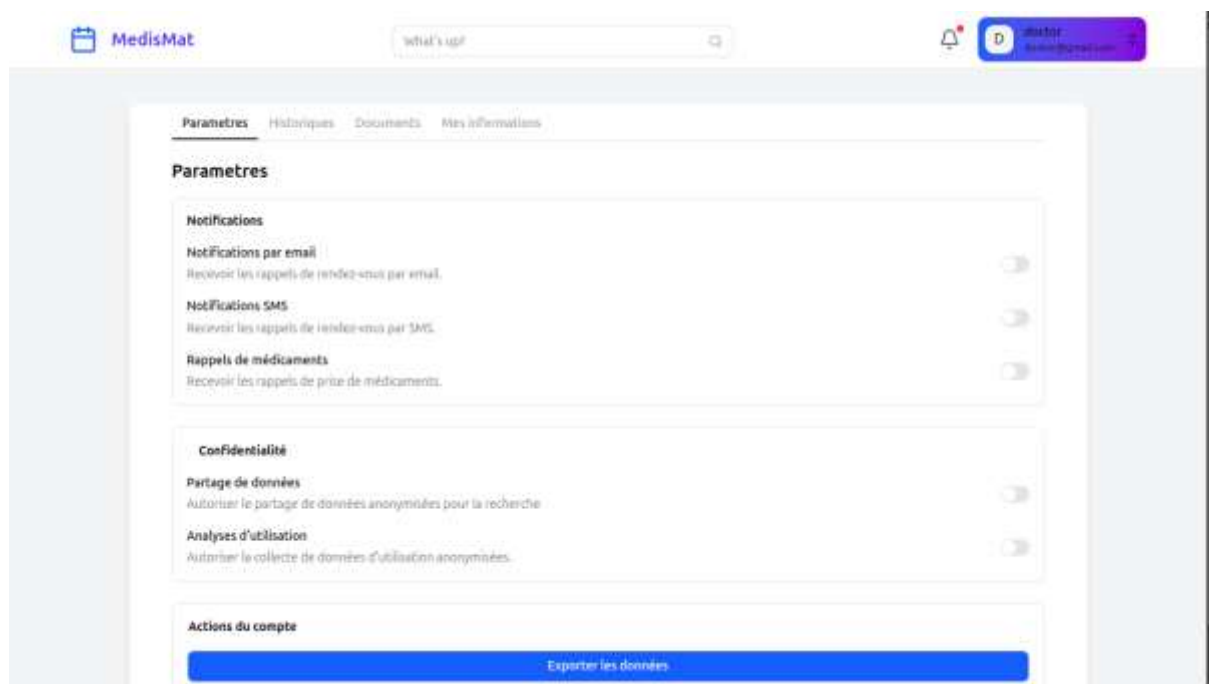 MedisMat
What's up?
D
doctor
Parametres Historiques Documents Mes informations
Parametres
Notifications
Notifications par email
Recevoir les rappels de rendez-vous par email.
Notifications SMS
Recevoir les rappels de rendez-vous par SMS.
Rappels de médicaments
Recevoir les rappels de prise de médicaments.
Confidentialité
Partage de données
Autoriser le partage de données anonymisées pour la recherche
Analyses d'utilisation
Autoriser la collecte de données d'utilisation anonymisées.
Actions du compte
Exporter les données